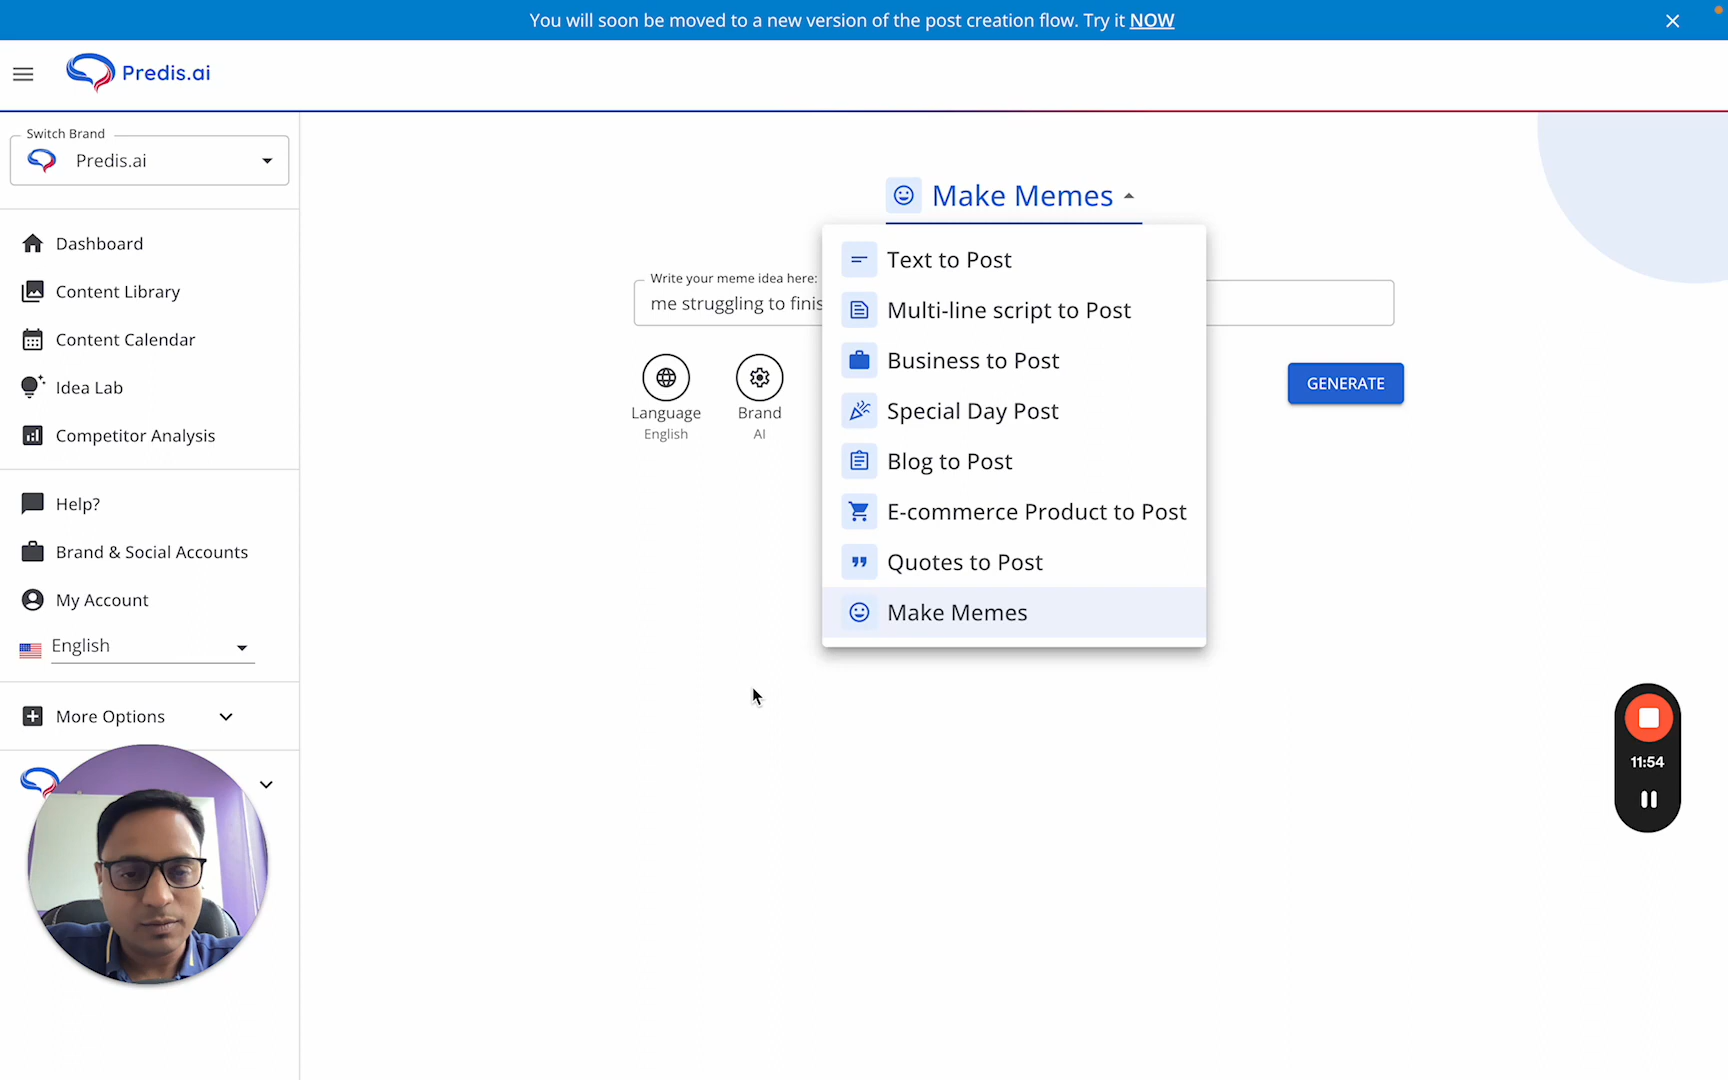 You will soon be moved to a new version of the post creation flow. Try it NOW
Predis.ai
Switch Brand
Predis.ai
Dashboard
Content Library
Content Calendar
Idea Lab
Competitor Analysis
Help?
Brand & Social Accounts
My Account
English
More Options
Make Memes
Write your meme idea here:
me struggling to finis
Language
English
Brand
AI
GENERATE
Text to Post
Multi-line script to Post
Business to Post
Special Day Post
Blog to Post
E-commerce Product to Post
Quotes to Post
Make Memes
11:54